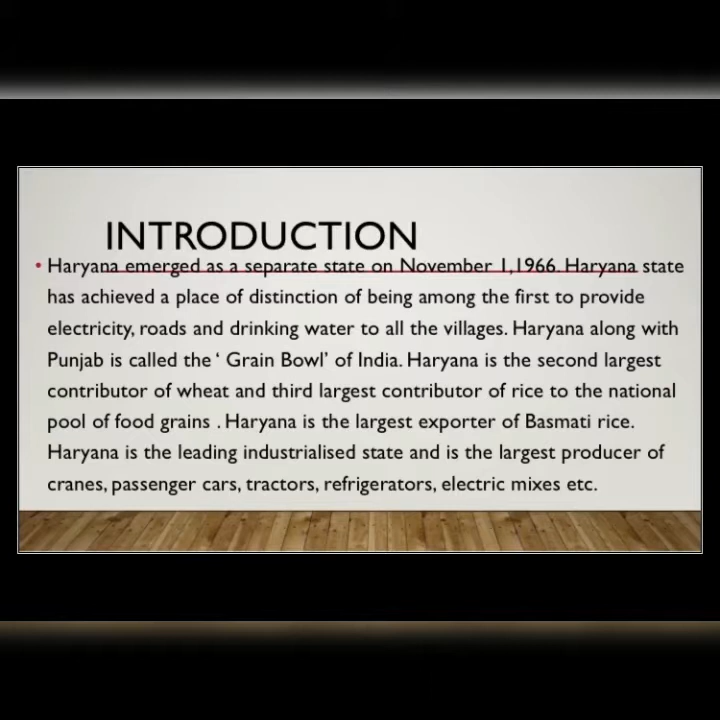 INTRODUCTION
• Haryana emerged as a separate state on November 1,1966. Haryana state
has achieved a place of distinction of being among the first to provide
electricity, roads and drinking water to all the villages. Haryana along with
Punjab is called the ‘ Grain Bowl’ of India. Haryana is the second largest
contributor of wheat and third largest contributor of rice to the national
pool of food grains . Haryana is the largest exporter of Basmati rice.
Haryana is the leading industrialised state and is the largest producer of
cranes, passenger cars, tractors, refrigerators, electric mixes etc.